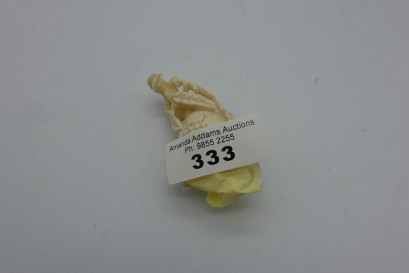 Amanda Addams Auctions
Ph: 9855 2255
333